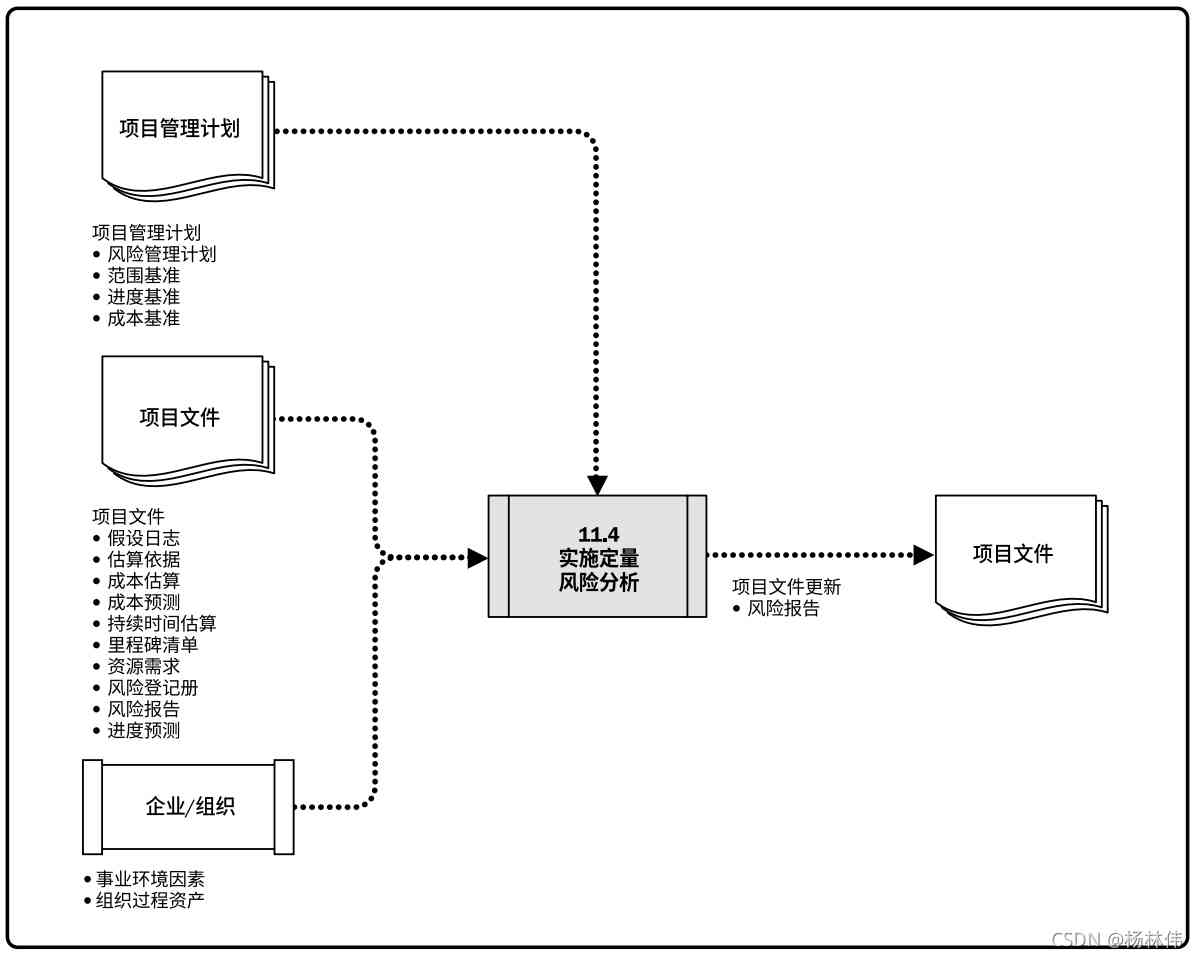 项目管理计划
项目管理计划
• 风险管理计划
• 范围基准
• 进度基准
• 成本基准
项目文件
项目文件
• 假设日志
• 估算依据
• 成本估算
• 成本预测
• 持续时间估算
• 里程碑清单
• 资源需求
• 风险登记册
• 风险报告
• 进度预测
企业/组织
• 事业环境因素
• 组织过程资产
11.4
实施定量
风险分析
项目文件更新
• 风险报告
项目文件
CSDN @杨林伟